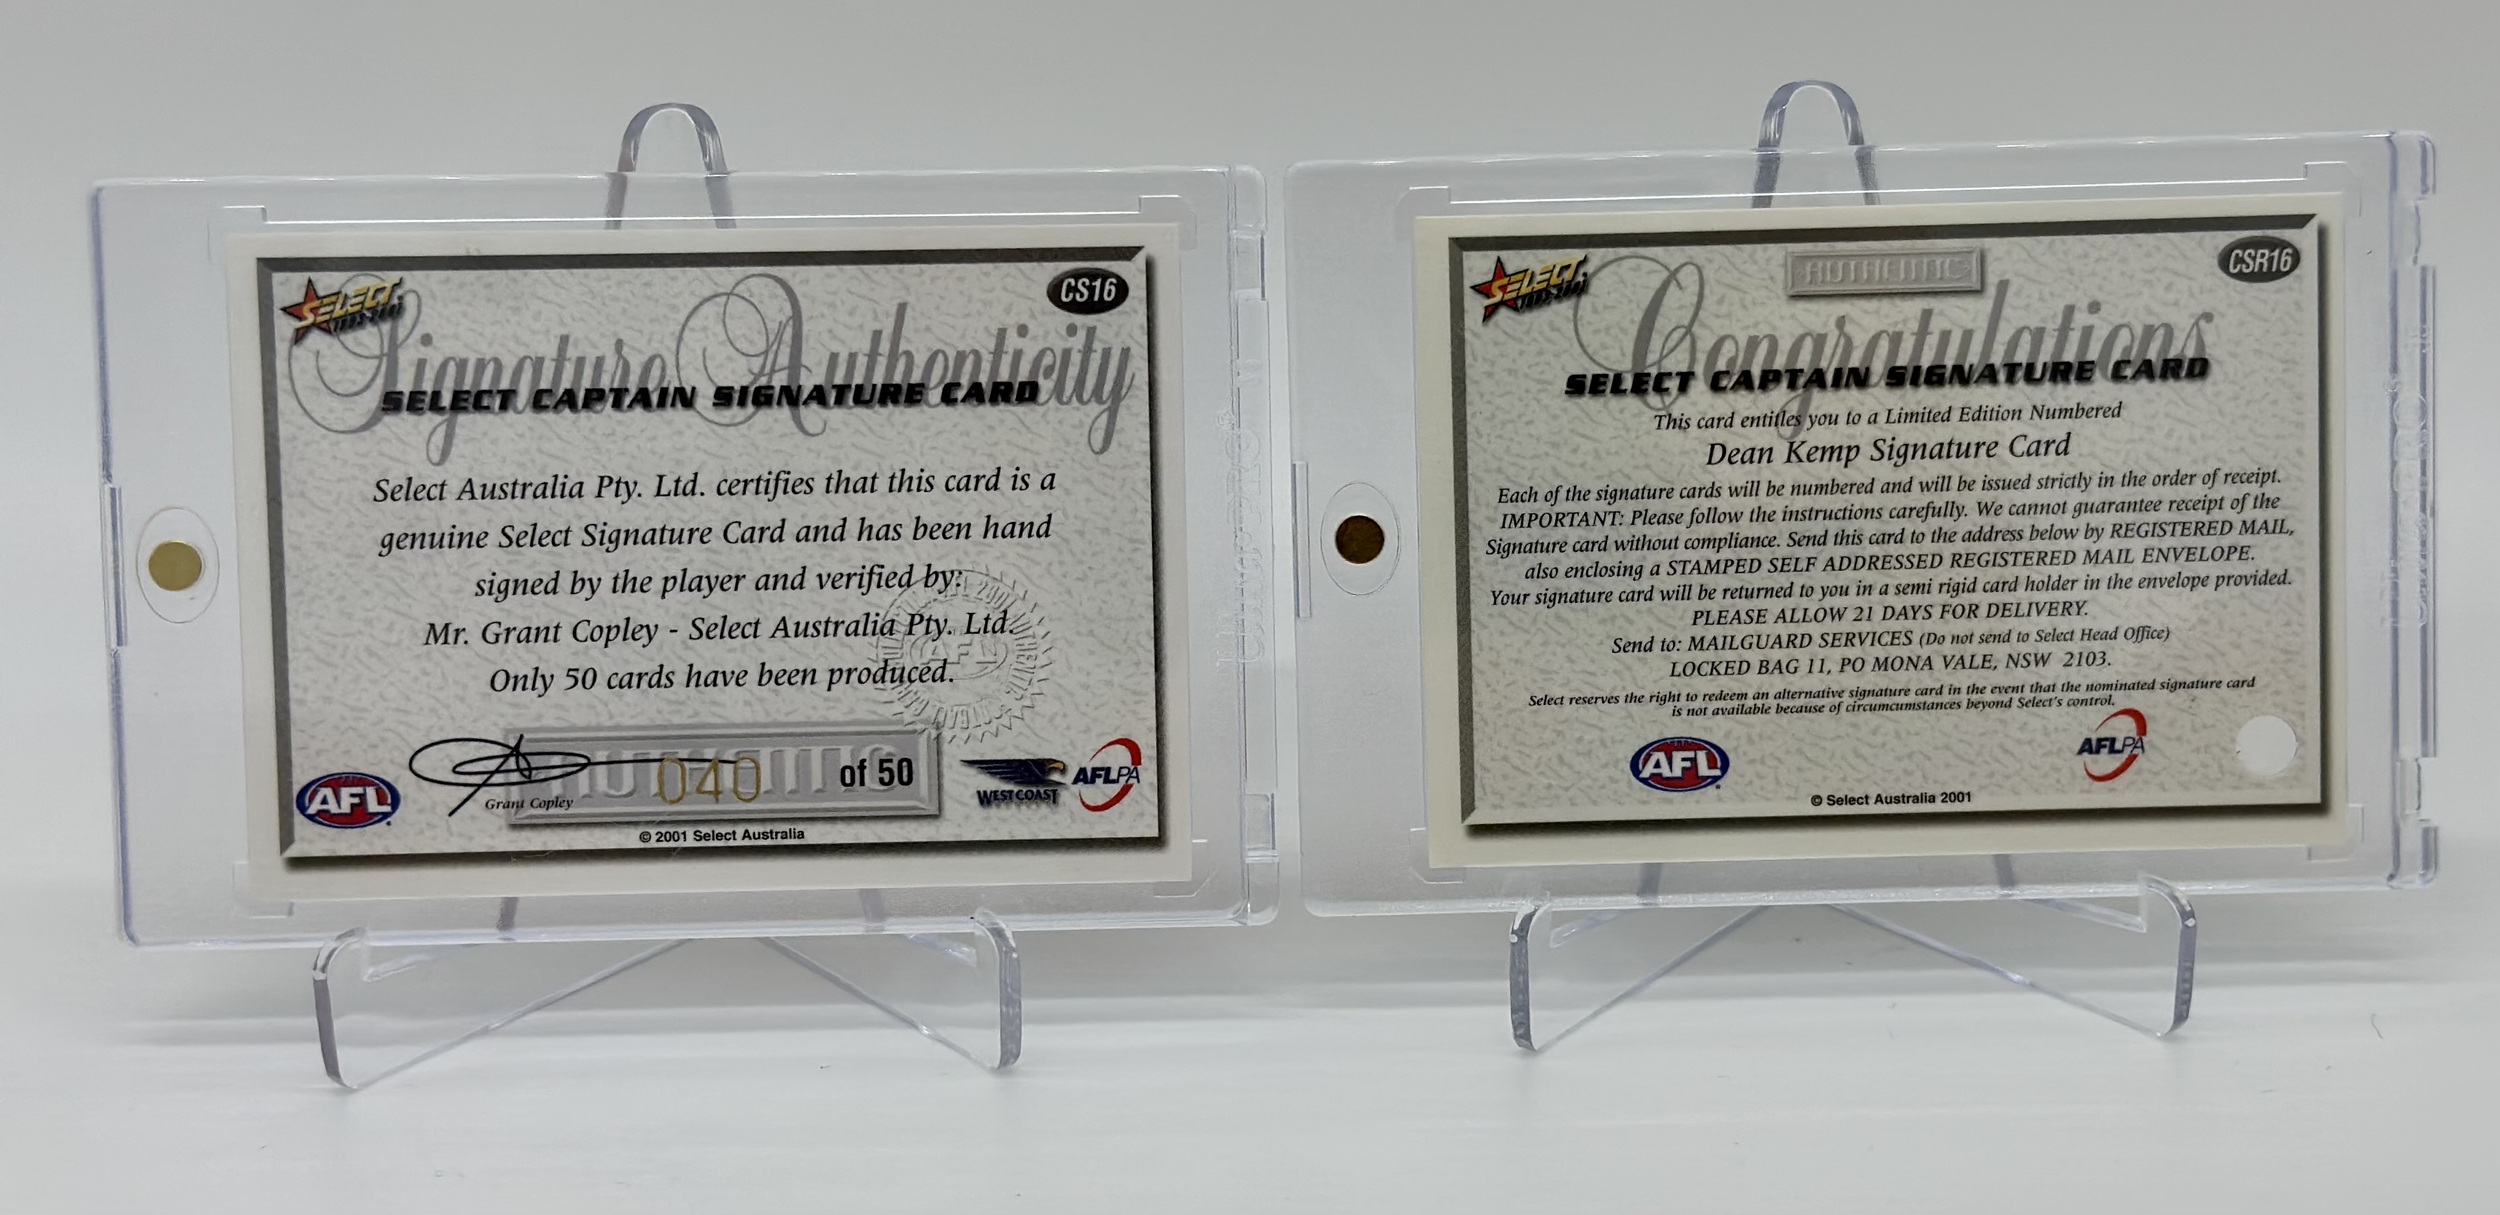 SELECT
1993-2001
CS16
Signature Authenticity
SELECT CAPTAIN SIGNATURE CARD
Select Australia Pty. Ltd. certifies that this card is a
genuine Select Signature Card and has been hand
signed by the player and verified by:
Mr. Grant Copley - Select Australia Pty. Ltd.
Only 50 cards have been produced.
AFL
AUTHENTIC
040 of 50
Grant Copley
AFL
WEST COAST
AFLPA
© 2001 Select Australia
SELECT
1993-2001
AUTHENTIC
CSR16
Congratulations
SELECT CAPTAIN SIGNATURE CARD
This card entitles you to a Limited Edition Numbered
Dean Kemp Signature Card
Each of the signature cards will be numbered and will be issued strictly in the order of receipt.
IMPORTANT: Please follow the instructions carefully. We cannot guarantee receipt of the
Signature card without compliance. Send this card to the address below by REGISTERED MAIL,
also enclosing a STAMPED SELF ADDRESSED REGISTERED MAIL ENVELOPE.
Your signature card will be returned to you in a semi rigid card holder in the envelope provided.
PLEASE ALLOW 21 DAYS FOR DELIVERY.
Send to: MAILGUARD SERVICES (Do not send to Select Head Office)
LOCKED BAG 11, PO MONA VALE, NSW 2103.
Select reserves the right to redeem an alternative signature card in the event that the nominated signature card
is not available because of circumcumstances beyond Select's control.
AFL
AFLPA
© Select Australia 2001